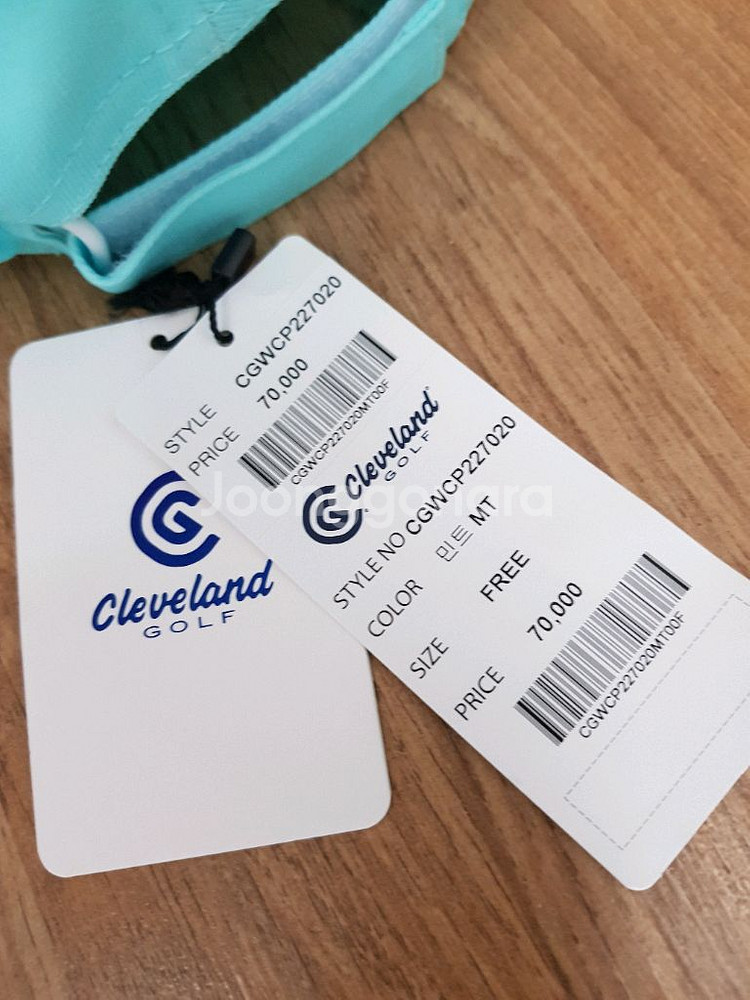 STYLE CGWCP227020
PRICE 70,000
CGWCP227020MT00F
Cleveland
GOLF
STYLE NO CGWCP227020
COLOR 민트 MT
SIZE FREE
PRICE 70,000
CGWCP227020MT00F
Cleveland
GOLF
Joonggonara